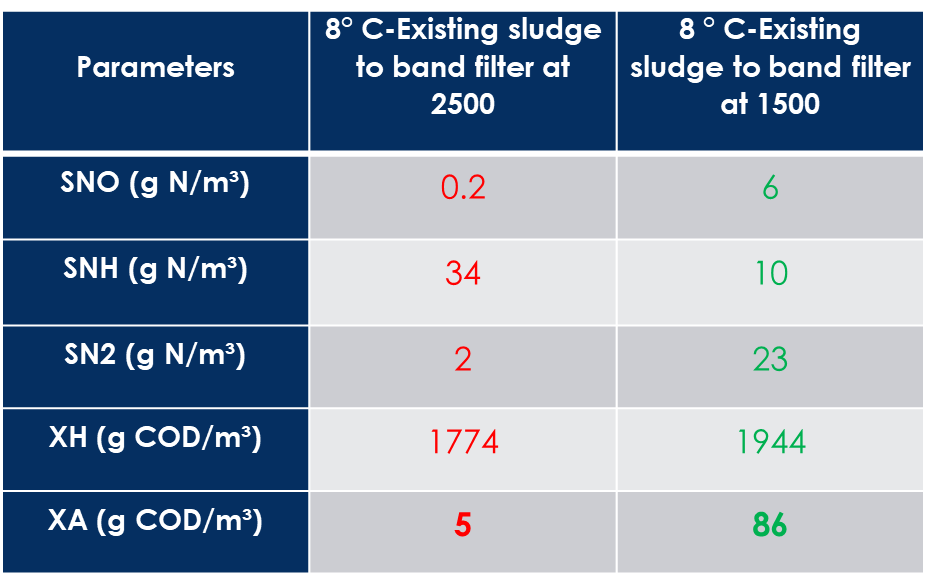 Parameters
8° C-Existing sludge
to band filter at
2500
8 ° C-Existing
sludge to band filter
at 1500
SNO (g N/m³)
0.2
6
SNH (g N/m³)
34
10
SN2 (g N/m³)
2
23
XH (g COD/m³)
1774
1944
XA (g COD/m³)
5
86